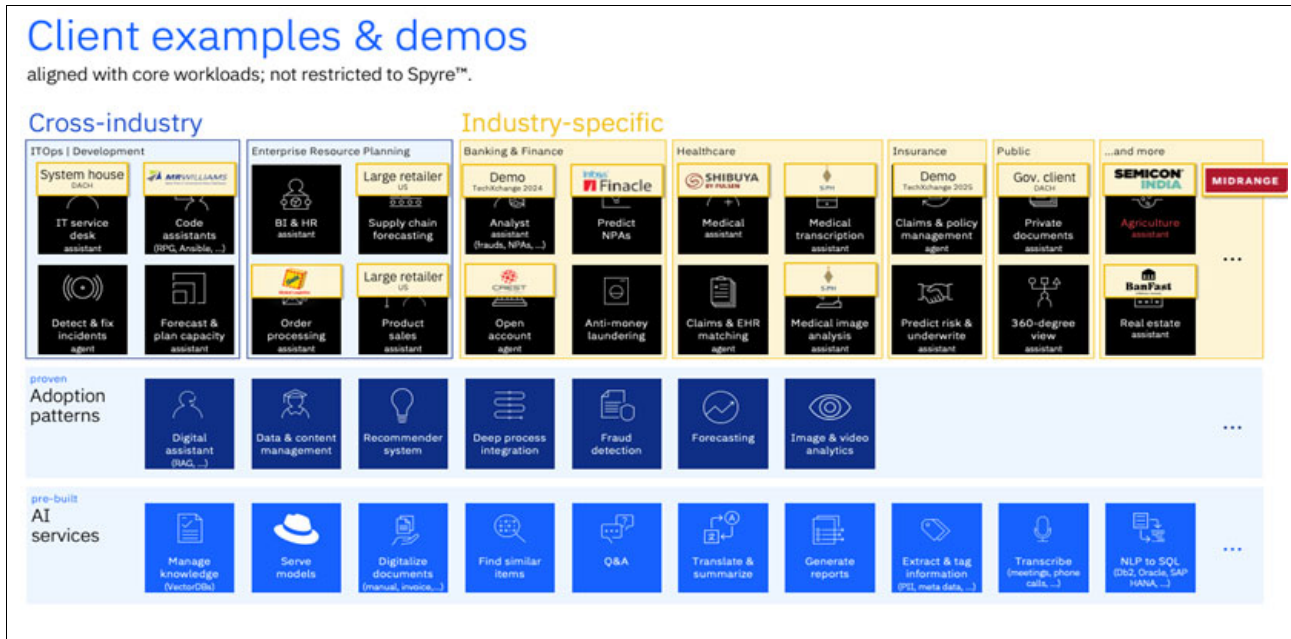 Client examples & demos
aligned with core workloads; not restricted to Spyre™.
Cross-industry
Industry-specific
ITOps | Development
Enterprise Resource Planning
Banking & Finance
Healthcare
Insurance
Public
...and more
System house
DACH
MRWILLIAMS
Large retailer
US
Demo
TechXchange 2024
Infosys
Finacle
SHIBUYA
BY PULSEN
S-PH
Demo
TechXchange 2025
Gov. client
DACH
SEMICON
INDIA
MIDRANGE
IT service
desk
assistant
Code
assistants
(RPG, Ansible, ...)
BI & HR
assistant
Supply chain
forecasting
Analyst
assistant
(frauds, NPAs, ...)
Predict
NPAs
Medical
assistant
Medical
transcription
assistant
Claims & policy
management
agent
Private
documents
assistant
Agriculture
assistant
...
Large retailer
US
CREST
S-PH
BanFast
Detect & fix
incidents
agent
Forecast &
plan capacity
assistant
Order
processing
assistant
Product
sales
assistant
Open
account
agent
Anti-money
laundering
Claims & EHR
matching
agent
Medical image
analysis
assistant
Predict risk &
underwrite
assistant
360-degree
view
assistant
Real estate
assistant
proven
Adoption
patterns
Digital
assistant
(RAG, ...)
Data & content
management
Recommender
system
Deep process
integration
Fraud
detection
Forecasting
Image & video
analytics
...
pre-built
AI
services
Manage
knowledge
(VectorDBs)
Serve
models
Digitalize
documents
(manual, invoice,...)
Find similar
items
Q&A
Translate &
summarize
Generate
reports
Extract & tag
information
(PII, meta data, ...)
Transcribe
(meetings, phone
calls, ...)
NLP to SQL
(Db2, Oracle, SAP
HANA, ...)
...